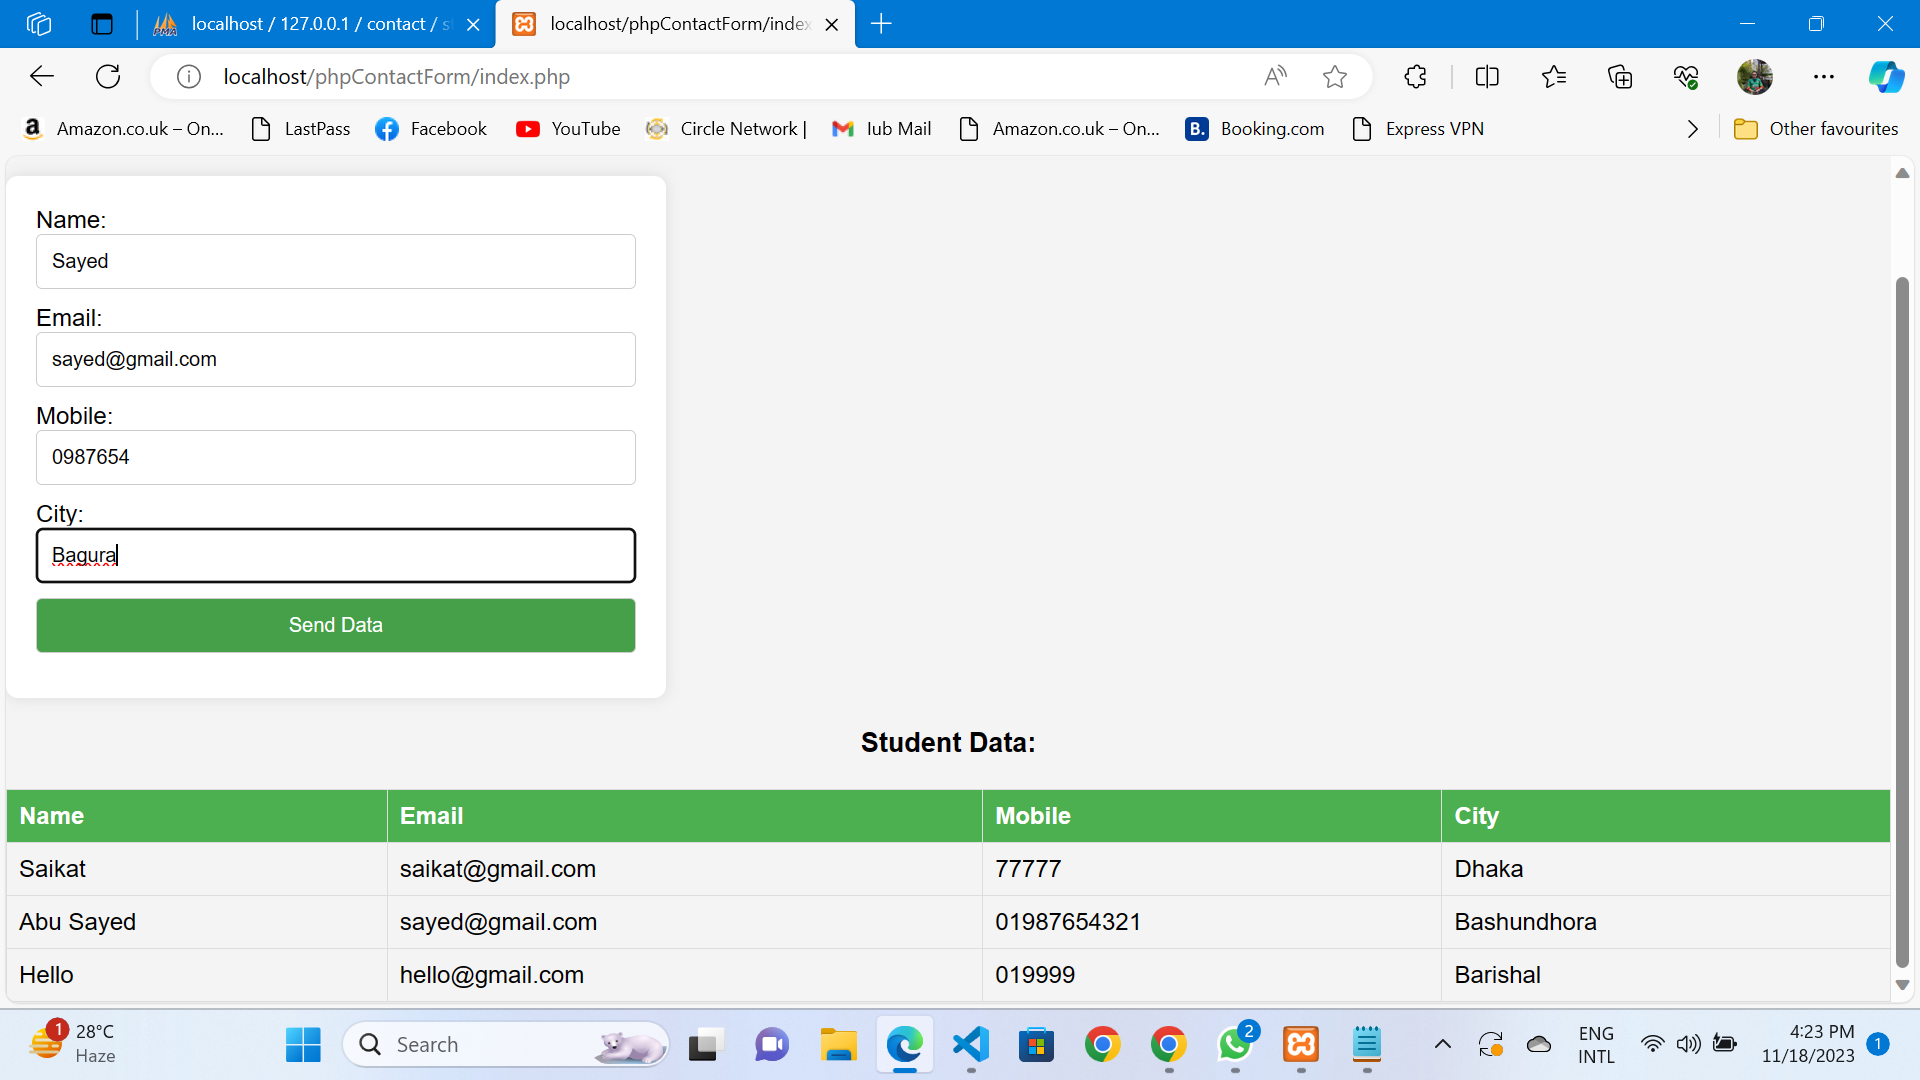 localhost / 127.0.0.1 / contact / s
localhost/phpContactForm/index
localhost/phpContactForm/index.php
Amazon.co.uk – On...
LastPass
Facebook
YouTube
Circle Network |
Iub Mail
Amazon.co.uk – On...
Booking.com
Express VPN
Other favourites
Name:
Sayed
Email:
sayed@gmail.com
Mobile:
0987654
City:
Bagura
Send Data
Student Data:
Name Email Mobile City
Saikat saikat@gmail.com 77777 Dhaka
Abu Sayed sayed@gmail.com 01987654321 Bashundhora
Hello hello@gmail.com 019999 Barishal
1
28°C
Haze
Search
2
ENG
INTL
4:23 PM
11/18/2023
1